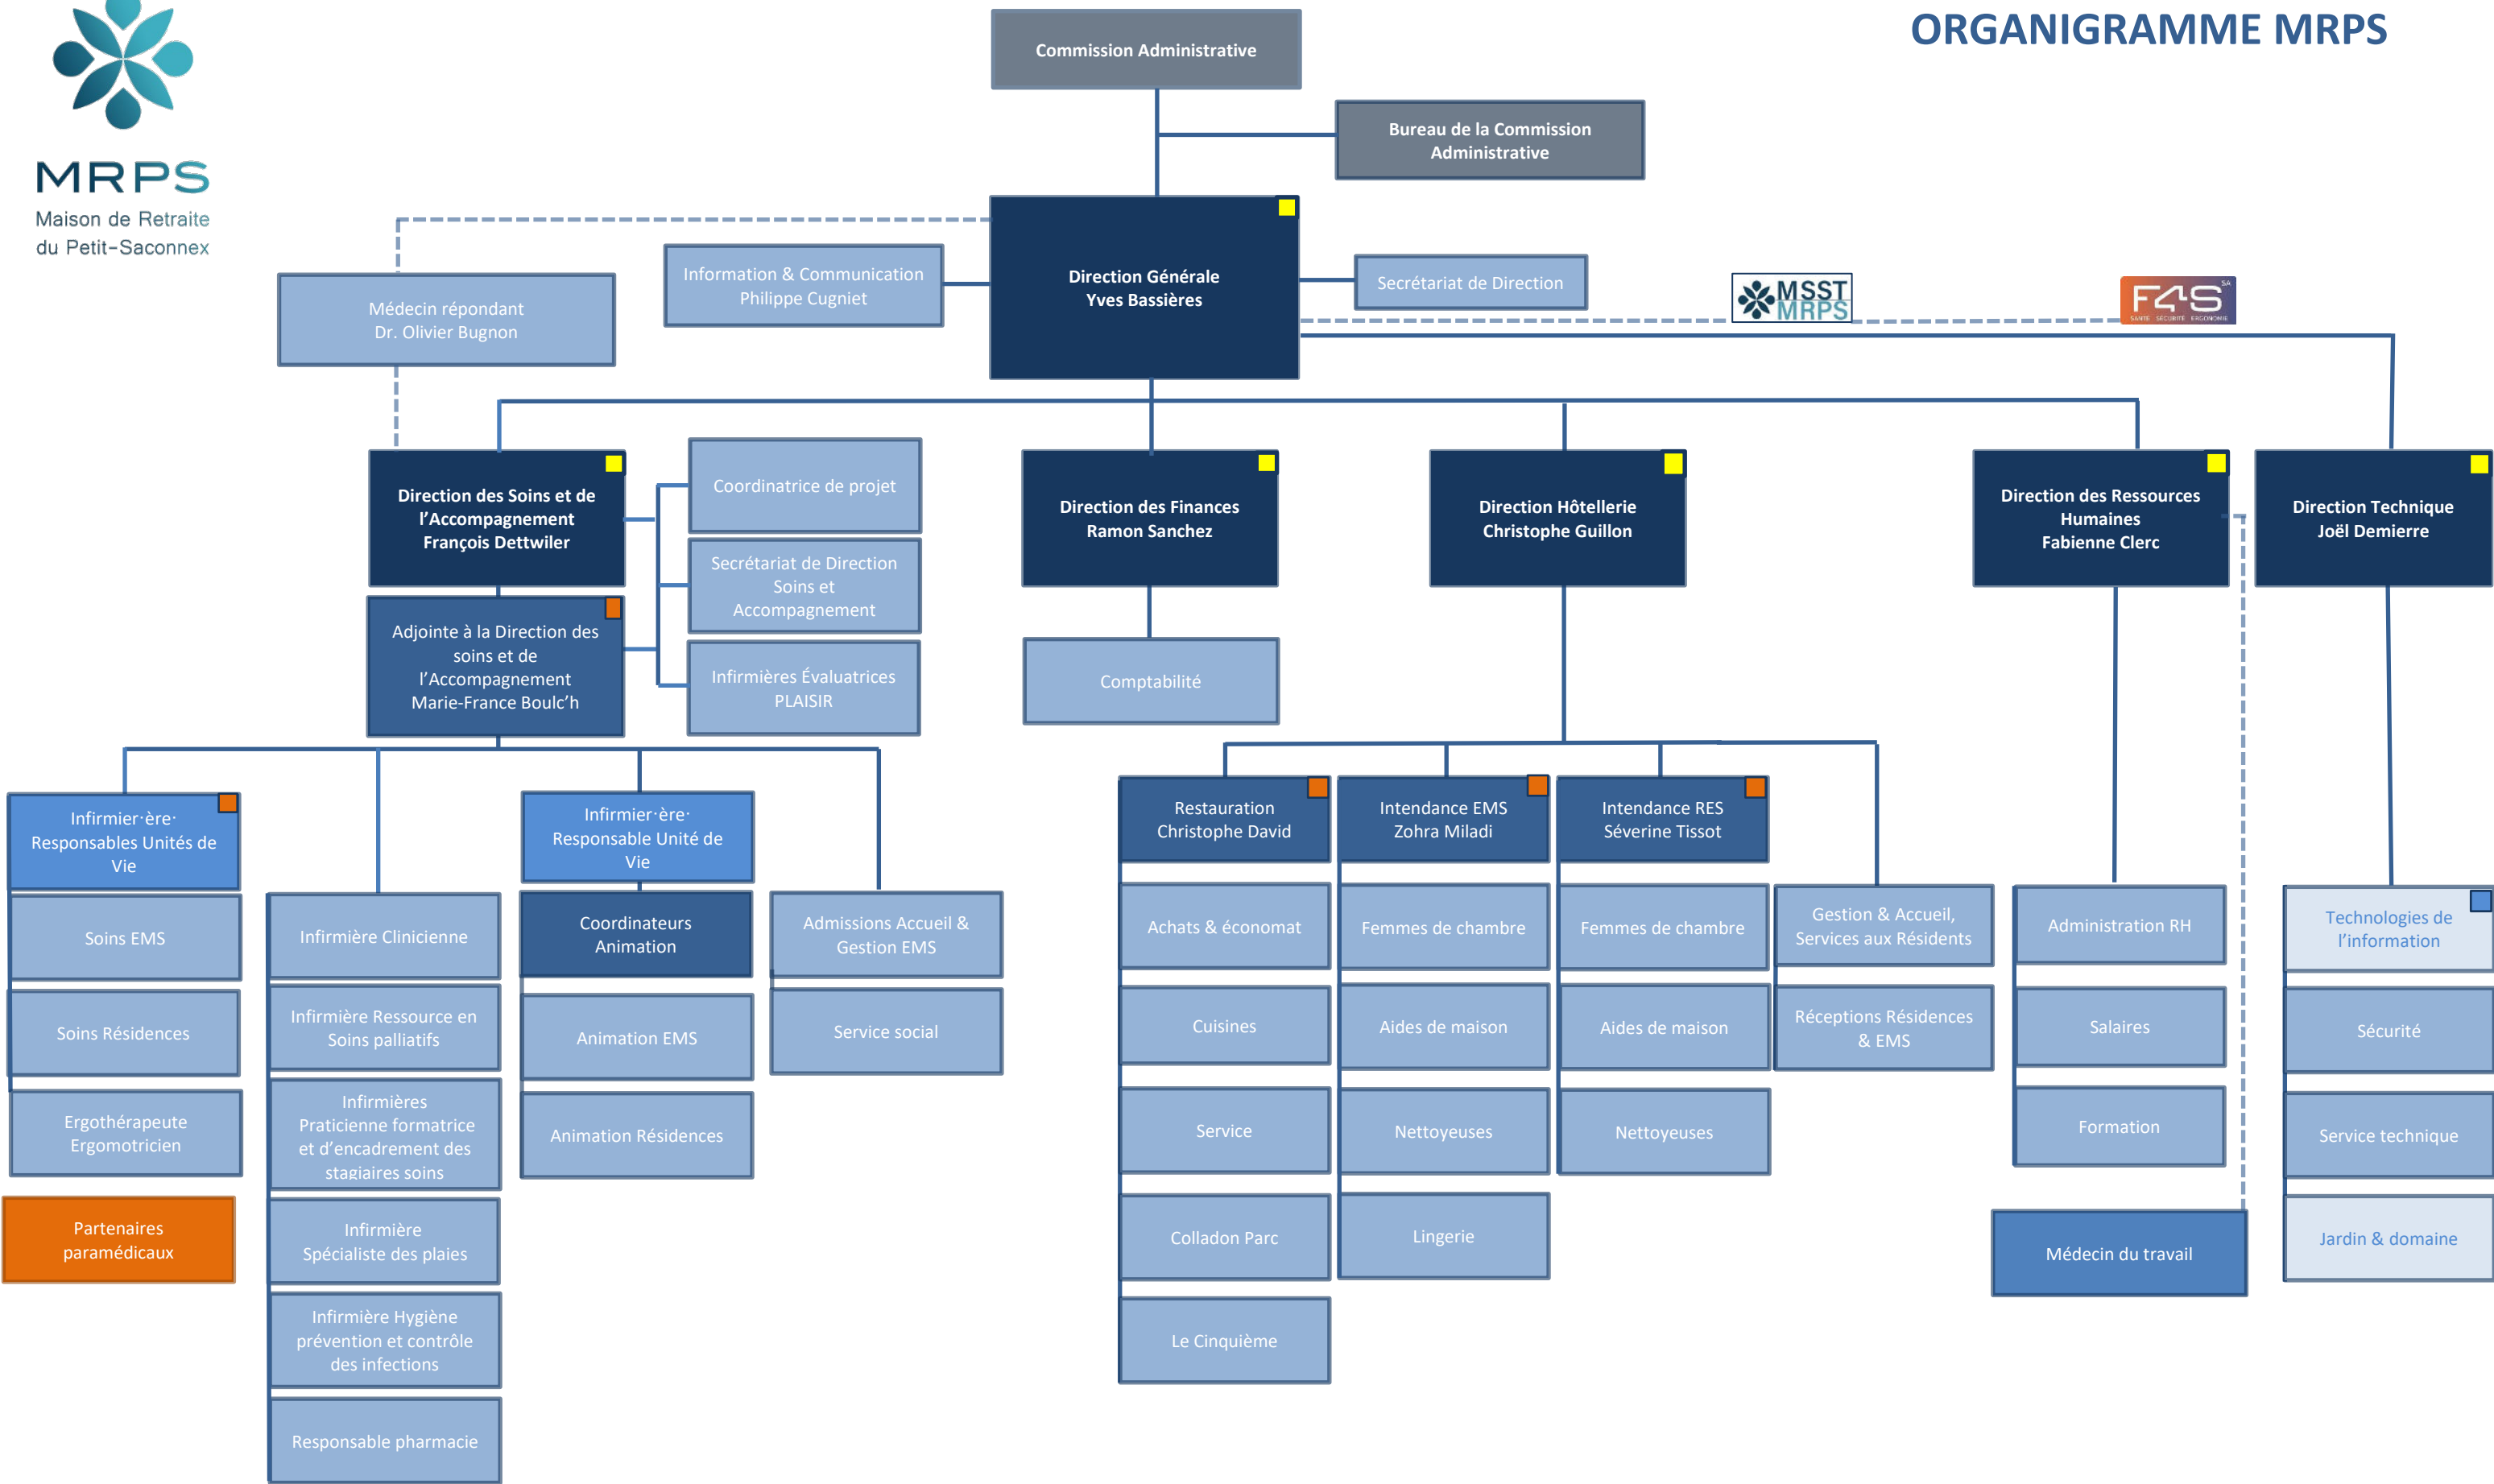 ORGANIGRAMME MRPS
MRPS
Maison de Retraite
du Petit-Saconnex
Commission Administrative
Bureau de la Commission
Administrative
Direction Générale
Yves Bassières
Information & Communication
Philippe Cugniet
Secrétariat de Direction
MSST
MRPS
F4S SA
SANTÉ SÉCURITÉ ERGONOMIE
Médecin répondant
Dr. Olivier Bugnon
Direction des Soins et de
l’Accompagnement
François Dettwiler
Coordinatrice de projet
Secrétariat de Direction
Soins et
Accompagnement
Infirmières Évaluatrices
PLAISIR
Adjointe à la Direction des
soins et de
l’Accompagnement
Marie-France Boulc’h
Direction des Finances
Ramon Sanchez
Comptabilité
Direction Hôtellerie
Christophe Guillon
Direction des Ressources
Humaines
Fabienne Clerc
Direction Technique
Joël Demierre
Infirmier·ère·
Responsables Unités de
Vie
Soins EMS
Soins Résidences
Ergothérapeute
Ergomotricien
Partenaires
paramédicaux
Infirmière Clinicienne
Infirmière Ressource en
Soins palliatifs
Infirmières
Praticienne formatrice
et d’encadrement des
stagiaires soins
Infirmière
Spécialiste des plaies
Infirmière Hygiène
prévention et contrôle
des infections
Responsable pharmacie
Infirmier·ère·
Responsable Unité de
Vie
Coordinateurs
Animation
Animation EMS
Animation Résidences
Admissions Accueil &
Gestion EMS
Service social
Restauration
Christophe David
Achats & économat
Cuisines
Service
Colladon Parc
Le Cinquième
Intendance EMS
Zohra Miladi
Femmes de chambre
Aides de maison
Nettoyeuses
Lingerie
Intendance RES
Séverine Tissot
Femmes de chambre
Aides de maison
Nettoyeuses
Gestion & Accueil,
Services aux Résidents
Réceptions Résidences
& EMS
Administration RH
Salaires
Formation
Médecin du travail
Technologies de
l’information
Sécurité
Service technique
Jardin & domaine